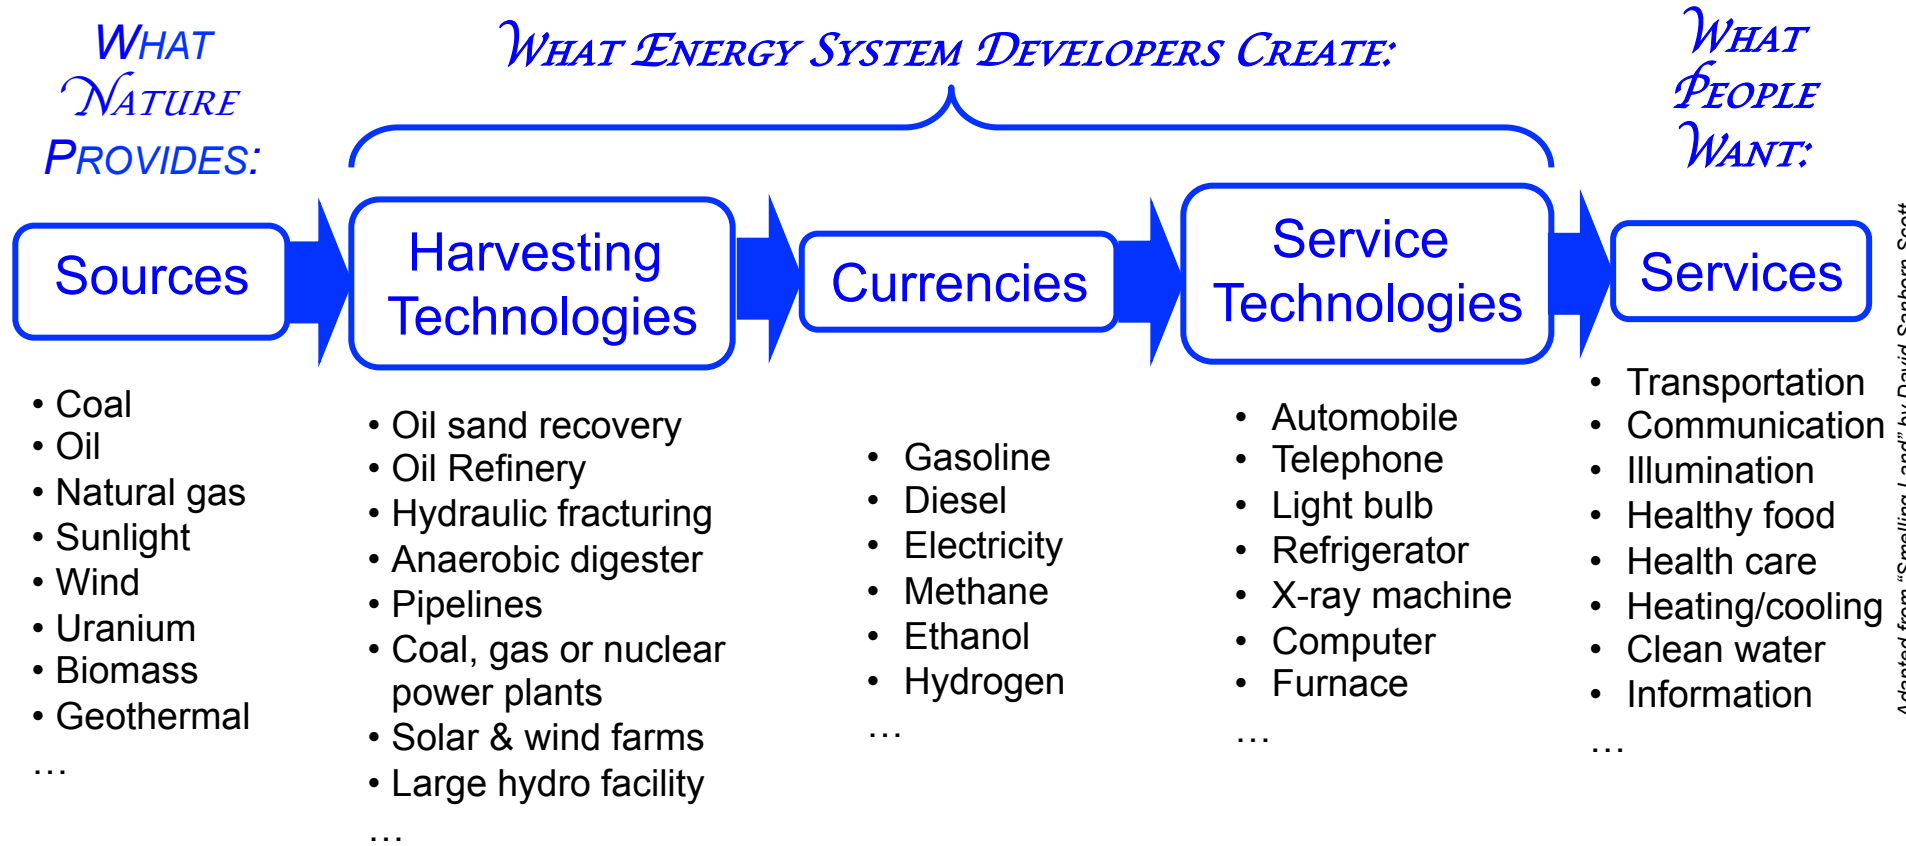 WHAT
NATURE
PROVIDES:
WHAT ENERGY SYSTEM DEVELOPERS CREATE:
WHAT
PEOPLE
WANT:
Sources
Harvesting
Technologies
Currencies
Service
Technologies
Services
• Coal
• Oil
• Natural gas
• Sunlight
• Wind
• Uranium
• Biomass
• Geothermal
…
• Oil sand recovery
• Oil Refinery
• Hydraulic fracturing
• Anaerobic digester
• Pipelines
• Coal, gas or nuclear
power plants
• Solar & wind farms
• Large hydro facility
…
• Gasoline
• Diesel
• Electricity
• Methane
• Ethanol
• Hydrogen
…
• Automobile
• Telephone
• Light bulb
• Refrigerator
• X-ray machine
• Computer
• Furnace
…
• Transportation
• Communication
• Illumination
• Healthy food
• Health care
• Heating/cooling
• Clean water
• Information
…
Adapted from “Smelling Land” by David Sanborn Scott